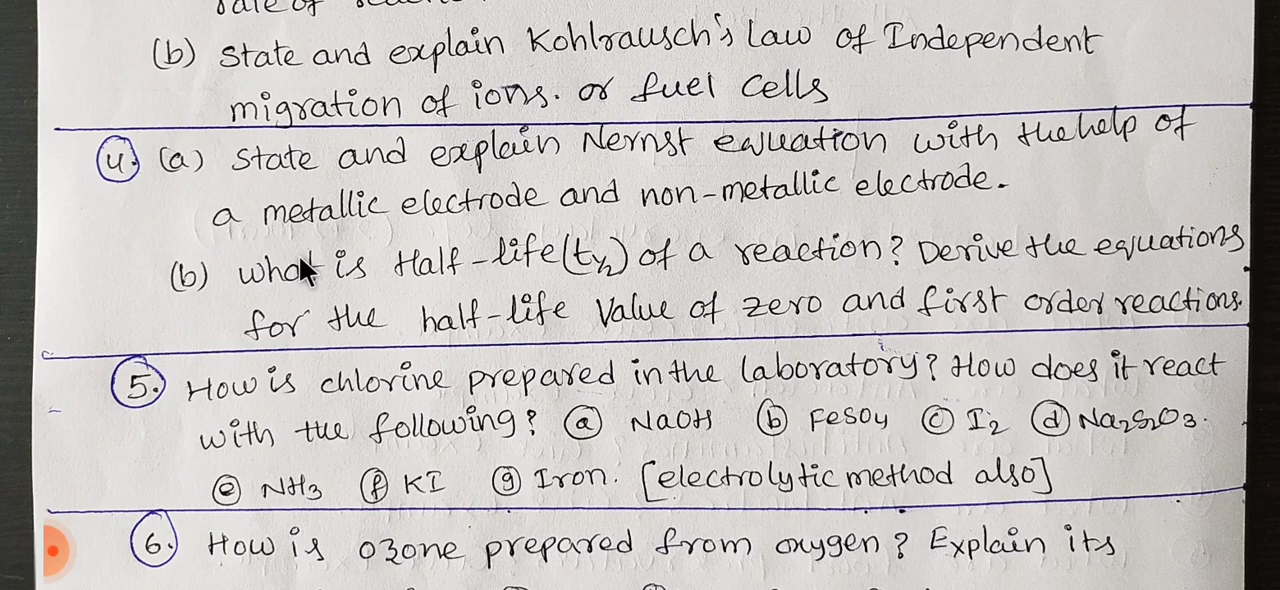 (b) State and explain Kohlrausch's Law of Independent
migration of ions. or fuel cells
4. (a) State and explain Nernst equation with the help of
a metallic electrode and non-metallic electrode.
(b) what is Half-life(t½) of a reaction? Derive the equations
for the half-life Value of zero and first order reactions.
5. How is chlorine prepared in the laboratory? How does it react
with the following? (a) NaOH (b) FeSO4 (c) I2 (d) Na2S2O3.
(e) NH3 (f) KI (g) Iron. [electrolytic method also]
6. How is ozone prepared from oxygen? Explain its